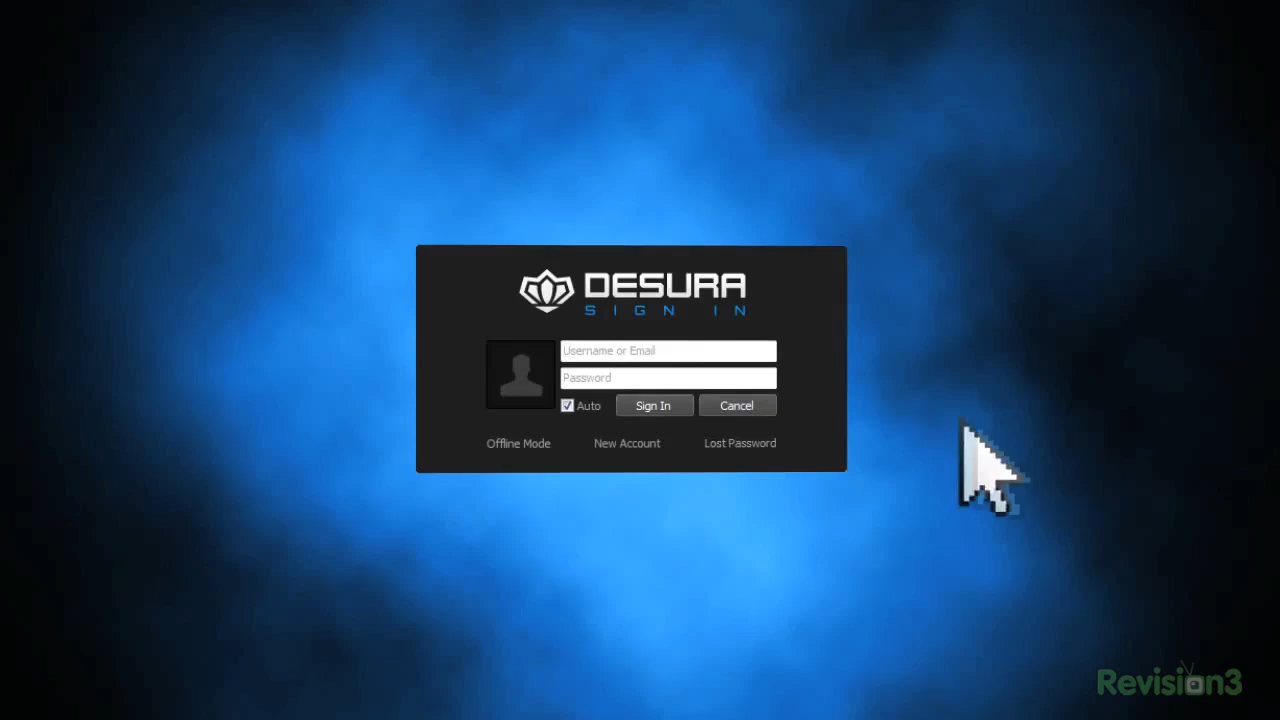 DESURA
SIGN IN
Username or Email
Password
Auto
Sign In
Cancel
Offline Mode
New Account
Lost Password
Revision3